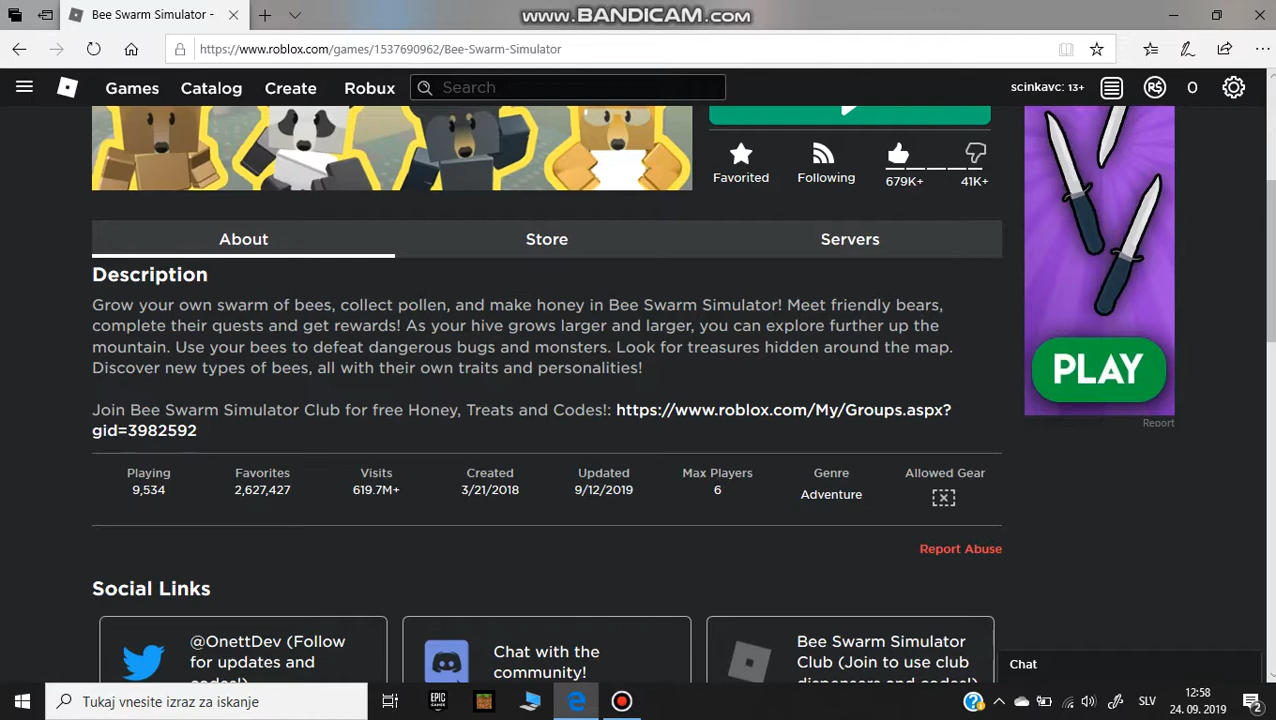 www.BANDICAM.com
Bee Swarm Simulator -
https://www.roblox.com/games/1537690962/Bee-Swarm-Simulator
Games Catalog Create Robux Search scinkavc: 13+ 0
Favorited Following 679K+ 41K+
About Store Servers
Description
Grow your own swarm of bees, collect pollen, and make honey in Bee Swarm Simulator! Meet friendly bears,
complete their quests and get rewards! As your hive grows larger and larger, you can explore further up the
mountain. Use your bees to defeat dangerous bugs and monsters. Look for treasures hidden around the map.
Discover new types of bees, all with their own traits and personalities!
PLAY
Report
Join Bee Swarm Simulator Club for free Honey, Treats and Codes!: https://www.roblox.com/My/Groups.aspx?
gid=3982592
Playing Favorites Visits Created Updated Max Players Genre Allowed Gear
9,534 2,627,427 619.7M+ 3/21/2018 9/12/2019 6 Adventure
Report Abuse
Social Links
@OnettDev (Follow
for updates and
codes!)
Chat with the
community!
Bee Swarm Simulator
Club (Join to use club
dispensers and codes!)
Chat
Tukaj vnesite izraz za iskanje
EPIC GAMES
SLV
12:58
24. 09. 2019
2